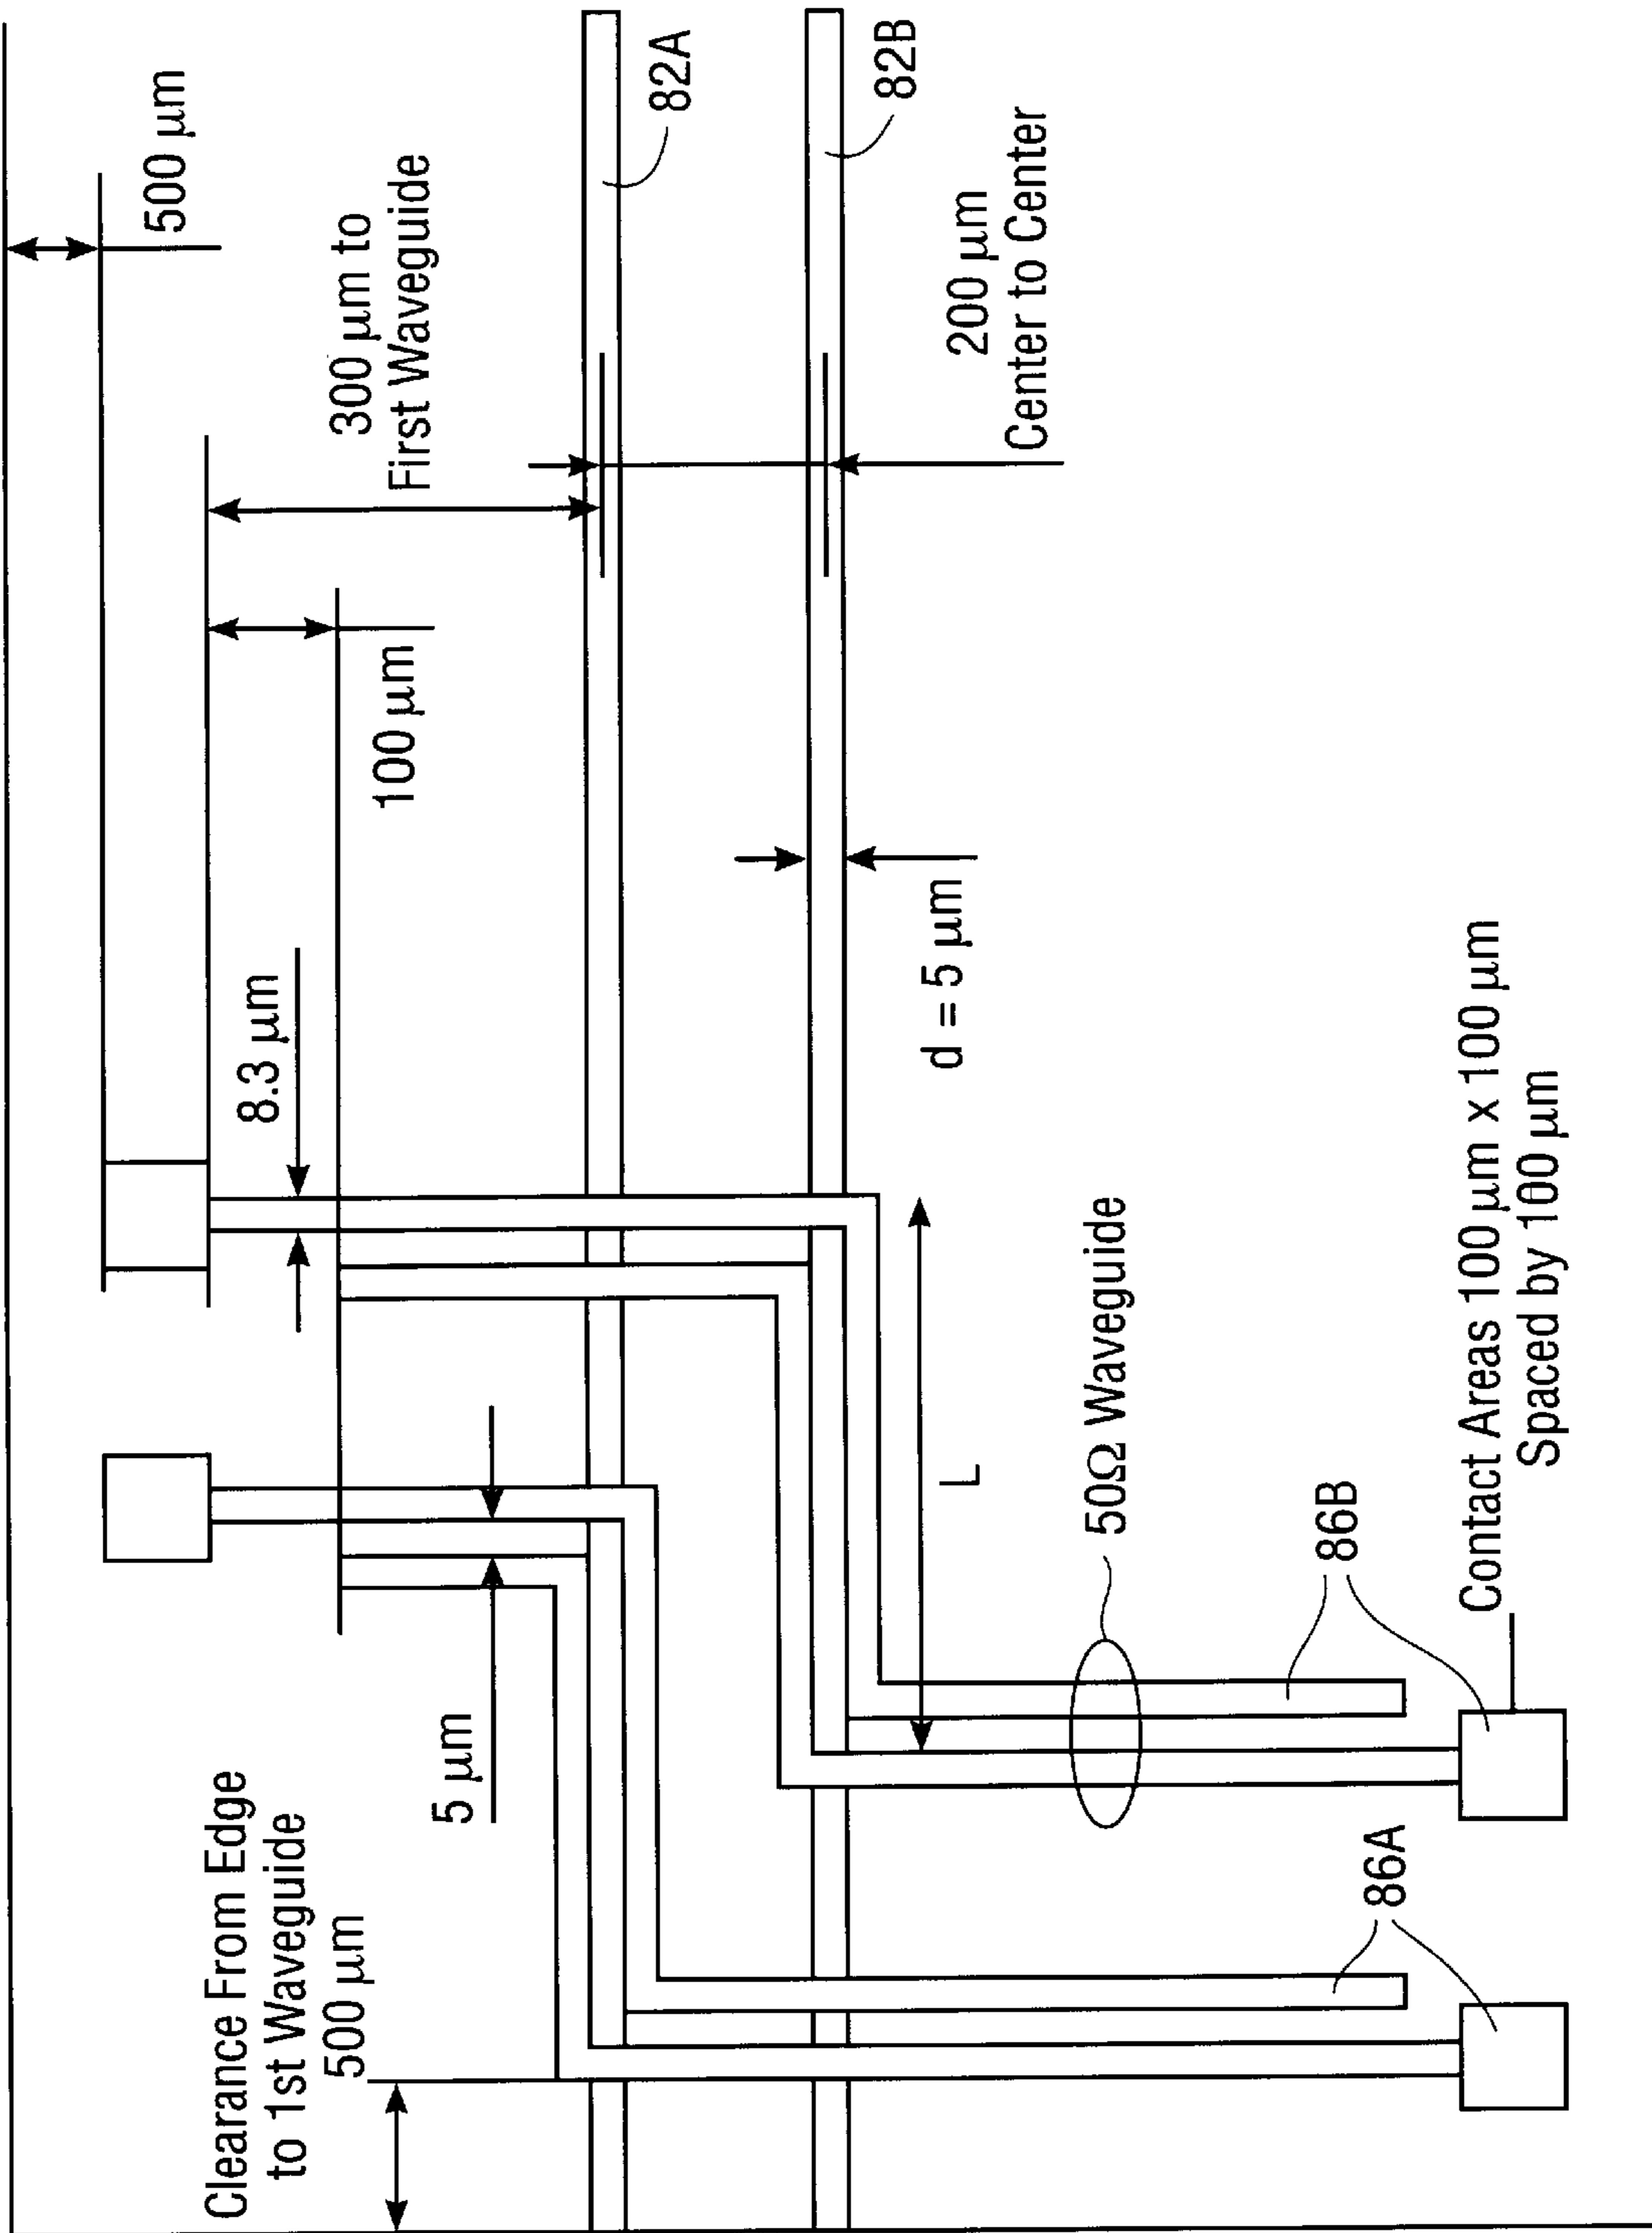 500 µm
82A
82B
300 µm to
First Waveguide
200 µm
Center to Center
100 µm
8.3 µm
d = 5 µm
Contact Areas 100 µm x 100 µm
Spaced by 100 µm
50Ω Waveguide
L
86B
5 µm
86A
Clearance From Edge
to 1st Waveguide
500 µm